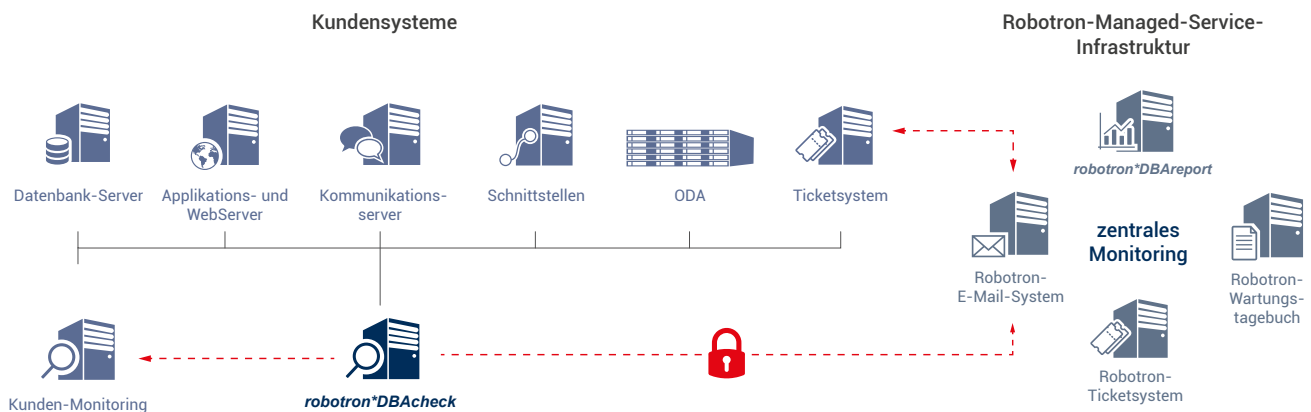 Kundensysteme
Robotron-Managed-Service-
Infrastruktur
Datenbank-Server
Applikations- und
WebServer
Kommunikations-
server
Schnittstellen
ODA
Ticketsystem
robotron*DBAreport
zentrales
Monitoring
Robotron-
E-Mail-System
Robotron-
Wartungs-
tagebuch
Robotron-
Ticketsystem
Kunden-Monitoring
robotron*DBAcheck